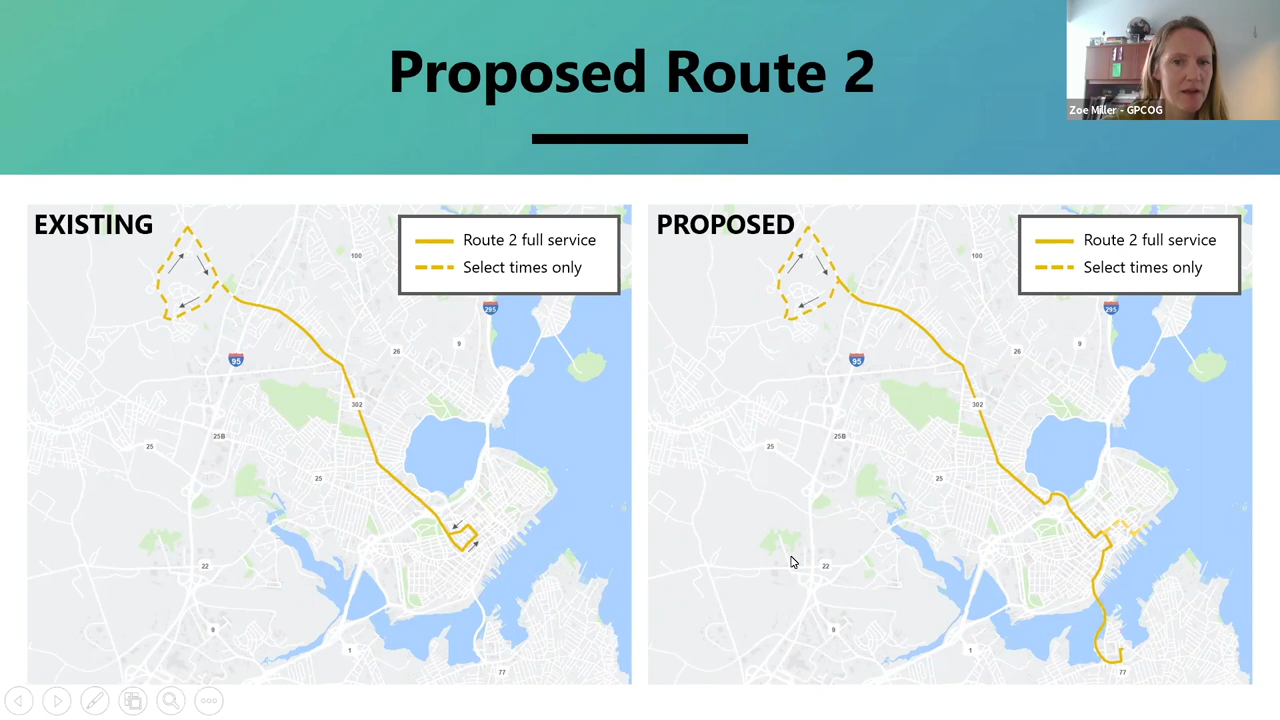 Proposed Route 2
Zoe Miller - GPCOG
EXISTING
Route 2 full service
Select times only
100
295
95
26
9
302
25B
25
25
22
9
1
77
PROPOSED
Route 2 full service
Select times only
100
295
95
26
9
302
25B
25
25
22
9
1
77